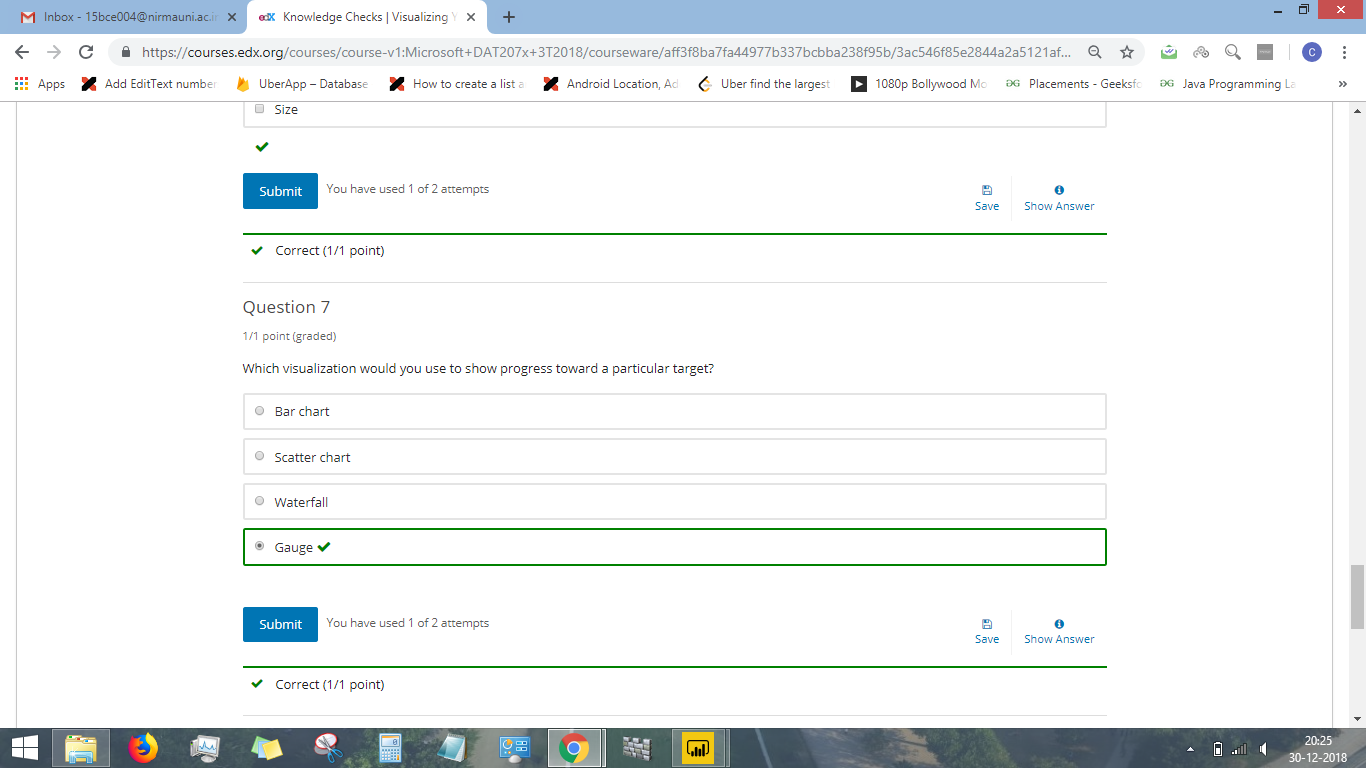 Inbox - 15bce004@nirmauni.ac.i
edX Knowledge Checks | Visualizing Y
https://courses.edx.org/courses/course-v1:Microsoft+DAT207x+3T2018/courseware/aff3f8ba7fa44977b337bcbba238f95b/3ac546f85e2844a2a5121af...
C
Apps
Add EditText number
UberApp – Database
How to create a list a
Android Location, Ad
Uber find the largest
1080p Bollywood Mo
Placements - Geeksfo
Java Programming La
»
Size
Submit
You have used 1 of 2 attempts
Save
Show Answer
Correct (1/1 point)
Question 7
1/1 point (graded)
Which visualization would you use to show progress toward a particular target?
Bar chart
Scatter chart
Waterfall
Gauge
Submit
You have used 1 of 2 attempts
Save
Show Answer
Correct (1/1 point)
20:25
30-12-2018